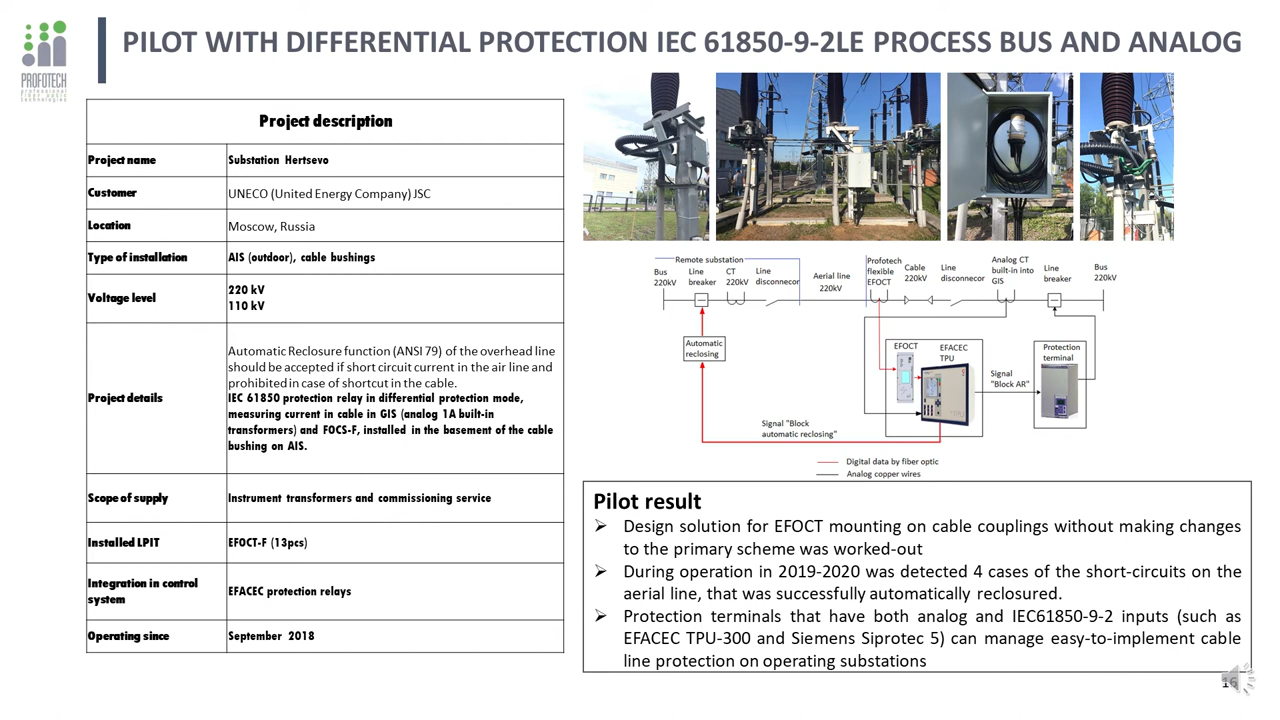 PROFOTECH
professional
fiber optic
technologies
PILOT WITH DIFFERENTIAL PROTECTION IEC 61850-9-2LE PROCESS BUS AND ANALOG
Project description
Project name
Substation Hertsevo
Customer
UNECO (United Energy Company) JSC
Location
Moscow, Russia
Type of installation
AIS (outdoor), cable bushings
Voltage level
220 kV
110 kV
Project details
Automatic Reclosure function (ANSI 79) of the overhead line
should be accepted if short circuit current in the air line and
prohibited in case of shortcut in the cable.
IEC 61850 protection relay in differential protection mode,
measuring current in cable in GIS (analog 1A built-in
transformers) and FOCS-F, installed in the basement of the cable
bushing on AIS.
Scope of supply
Instrument transformers and commissioning service
Installed LPIT
EFOCT-F (13pcs)
Integration in control
system
EFACEC protection relays
Operating since
September 2018
Remote substation
Bus
220kV
Line
breaker
CT
220kV
Line
disconnecor
Aerial line
220kV
Profotech
flexible
EFOCT
Cable
220kV
Line
disconnecor
Analog CT
built-in into
GIS
Line
breaker
Bus
220kV
Automatic
reclosing
EFOCT
EFACEC
TPU
Signal
"Block AR"
Protection
terminal
Signal "Block
automatic reclosing"
Digital data by fiber optic
Analog copper wires
Pilot result
➢ Design solution for EFOCT mounting on cable couplings without making changes
to the primary scheme was worked-out
➢ During operation in 2019-2020 was detected 4 cases of the short-circuits on the
aerial line, that was successfully automatically reclosured.
➢ Protection terminals that have both analog and IEC61850-9-2 inputs (such as
EFACEC TPU-300 and Siemens Siprotec 5) can manage easy-to-implement cable
line protection on operating substations
16